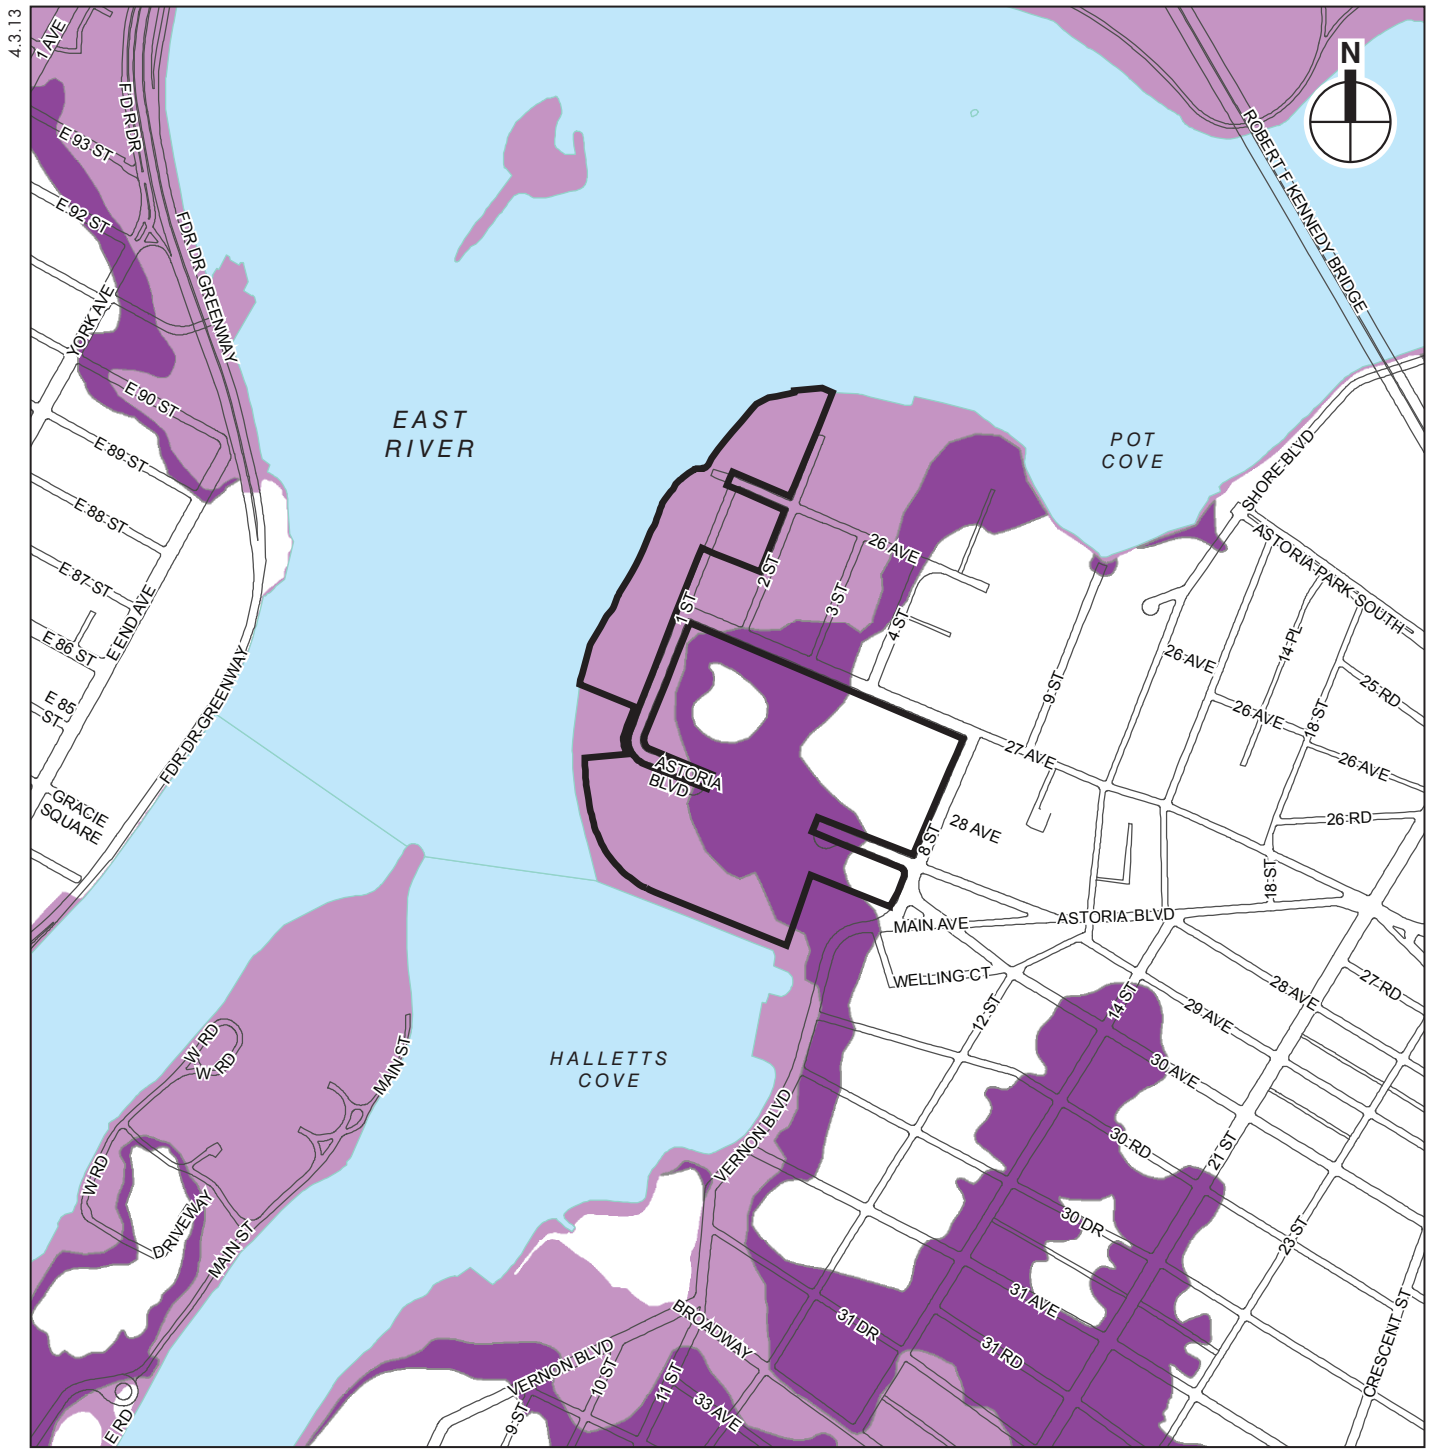 4.3.13
1 AVE
F D R DR
N
E 93 ST
ROBERT F KENNEDY BRIDGE
E 92 ST
FDR DR GREENWAY
YORK AVE
E 90 ST
EAST
RIVER
POT
COVE
E 89 ST
SHORE BLVD
E 88 ST
26 AVE
ASTORIA PARK SOUTH
E 87 ST
2 ST
3 ST
1 ST
E END AVE
4 ST
14 PL
E 86 ST
26 AVE
9 ST
25 RD
E 85
ST
26 AVE
18 ST
FDR DR GREENWAY
27 AVE
26 AVE
ASTORIA
BLVD
GRACIE
SQUARE
28 AVE
8 ST
26 RD
18 ST
MAIN AVE
ASTORIA BLVD
WELLING CT
28 AVE
27 RD
14 ST
12 ST
29 AVE
W RD
W RD
HALLETTS
COVE
MAIN ST
30 AVE
VERNON BLVD
30 RD
21 ST
W RD
DRIVEWAY
MAIN ST
30 DR
23 ST
31 AVE
BROADWAY
31 DR
31 RD
CRESCENT ST
VERNON BLVD
10 ST
11 ST
33 AVE
9 ST
E RD